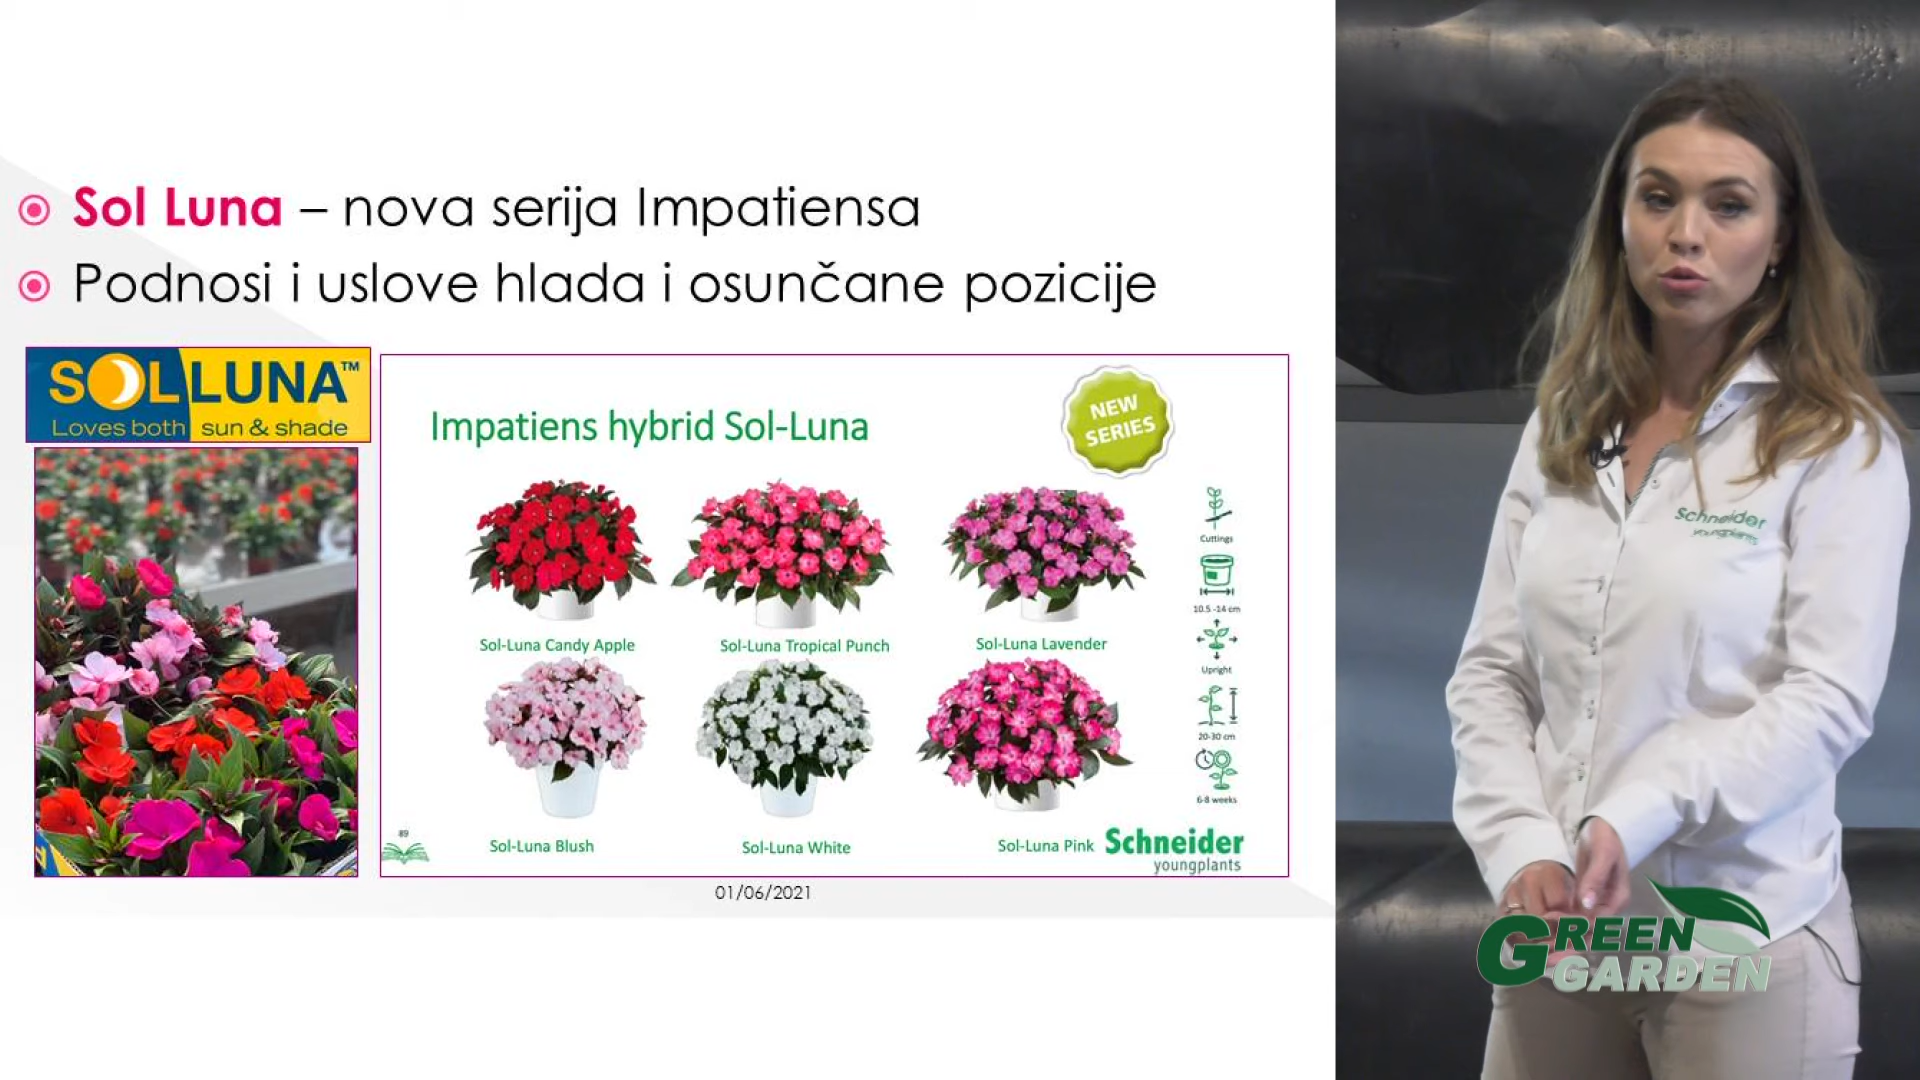 Sol Luna – nova serija Impatiensa
Podnosi i uslove hlada i osunčane pozicije
SOLLUNA™
Loves both sun & shade
Impatiens hybrid Sol-Luna
NEW
SERIES
Sol-Luna Candy Apple
Sol-Luna Tropical Punch
Sol-Luna Lavender
Sol-Luna Blush
Sol-Luna White
Sol-Luna Pink
Cuttings
10.5 -14 cm
Upright
20-30 cm
6-8 weeks
89
Schneider
youngplants
01/06/2021
Schneider
youngplants
GREEN
GARDEN